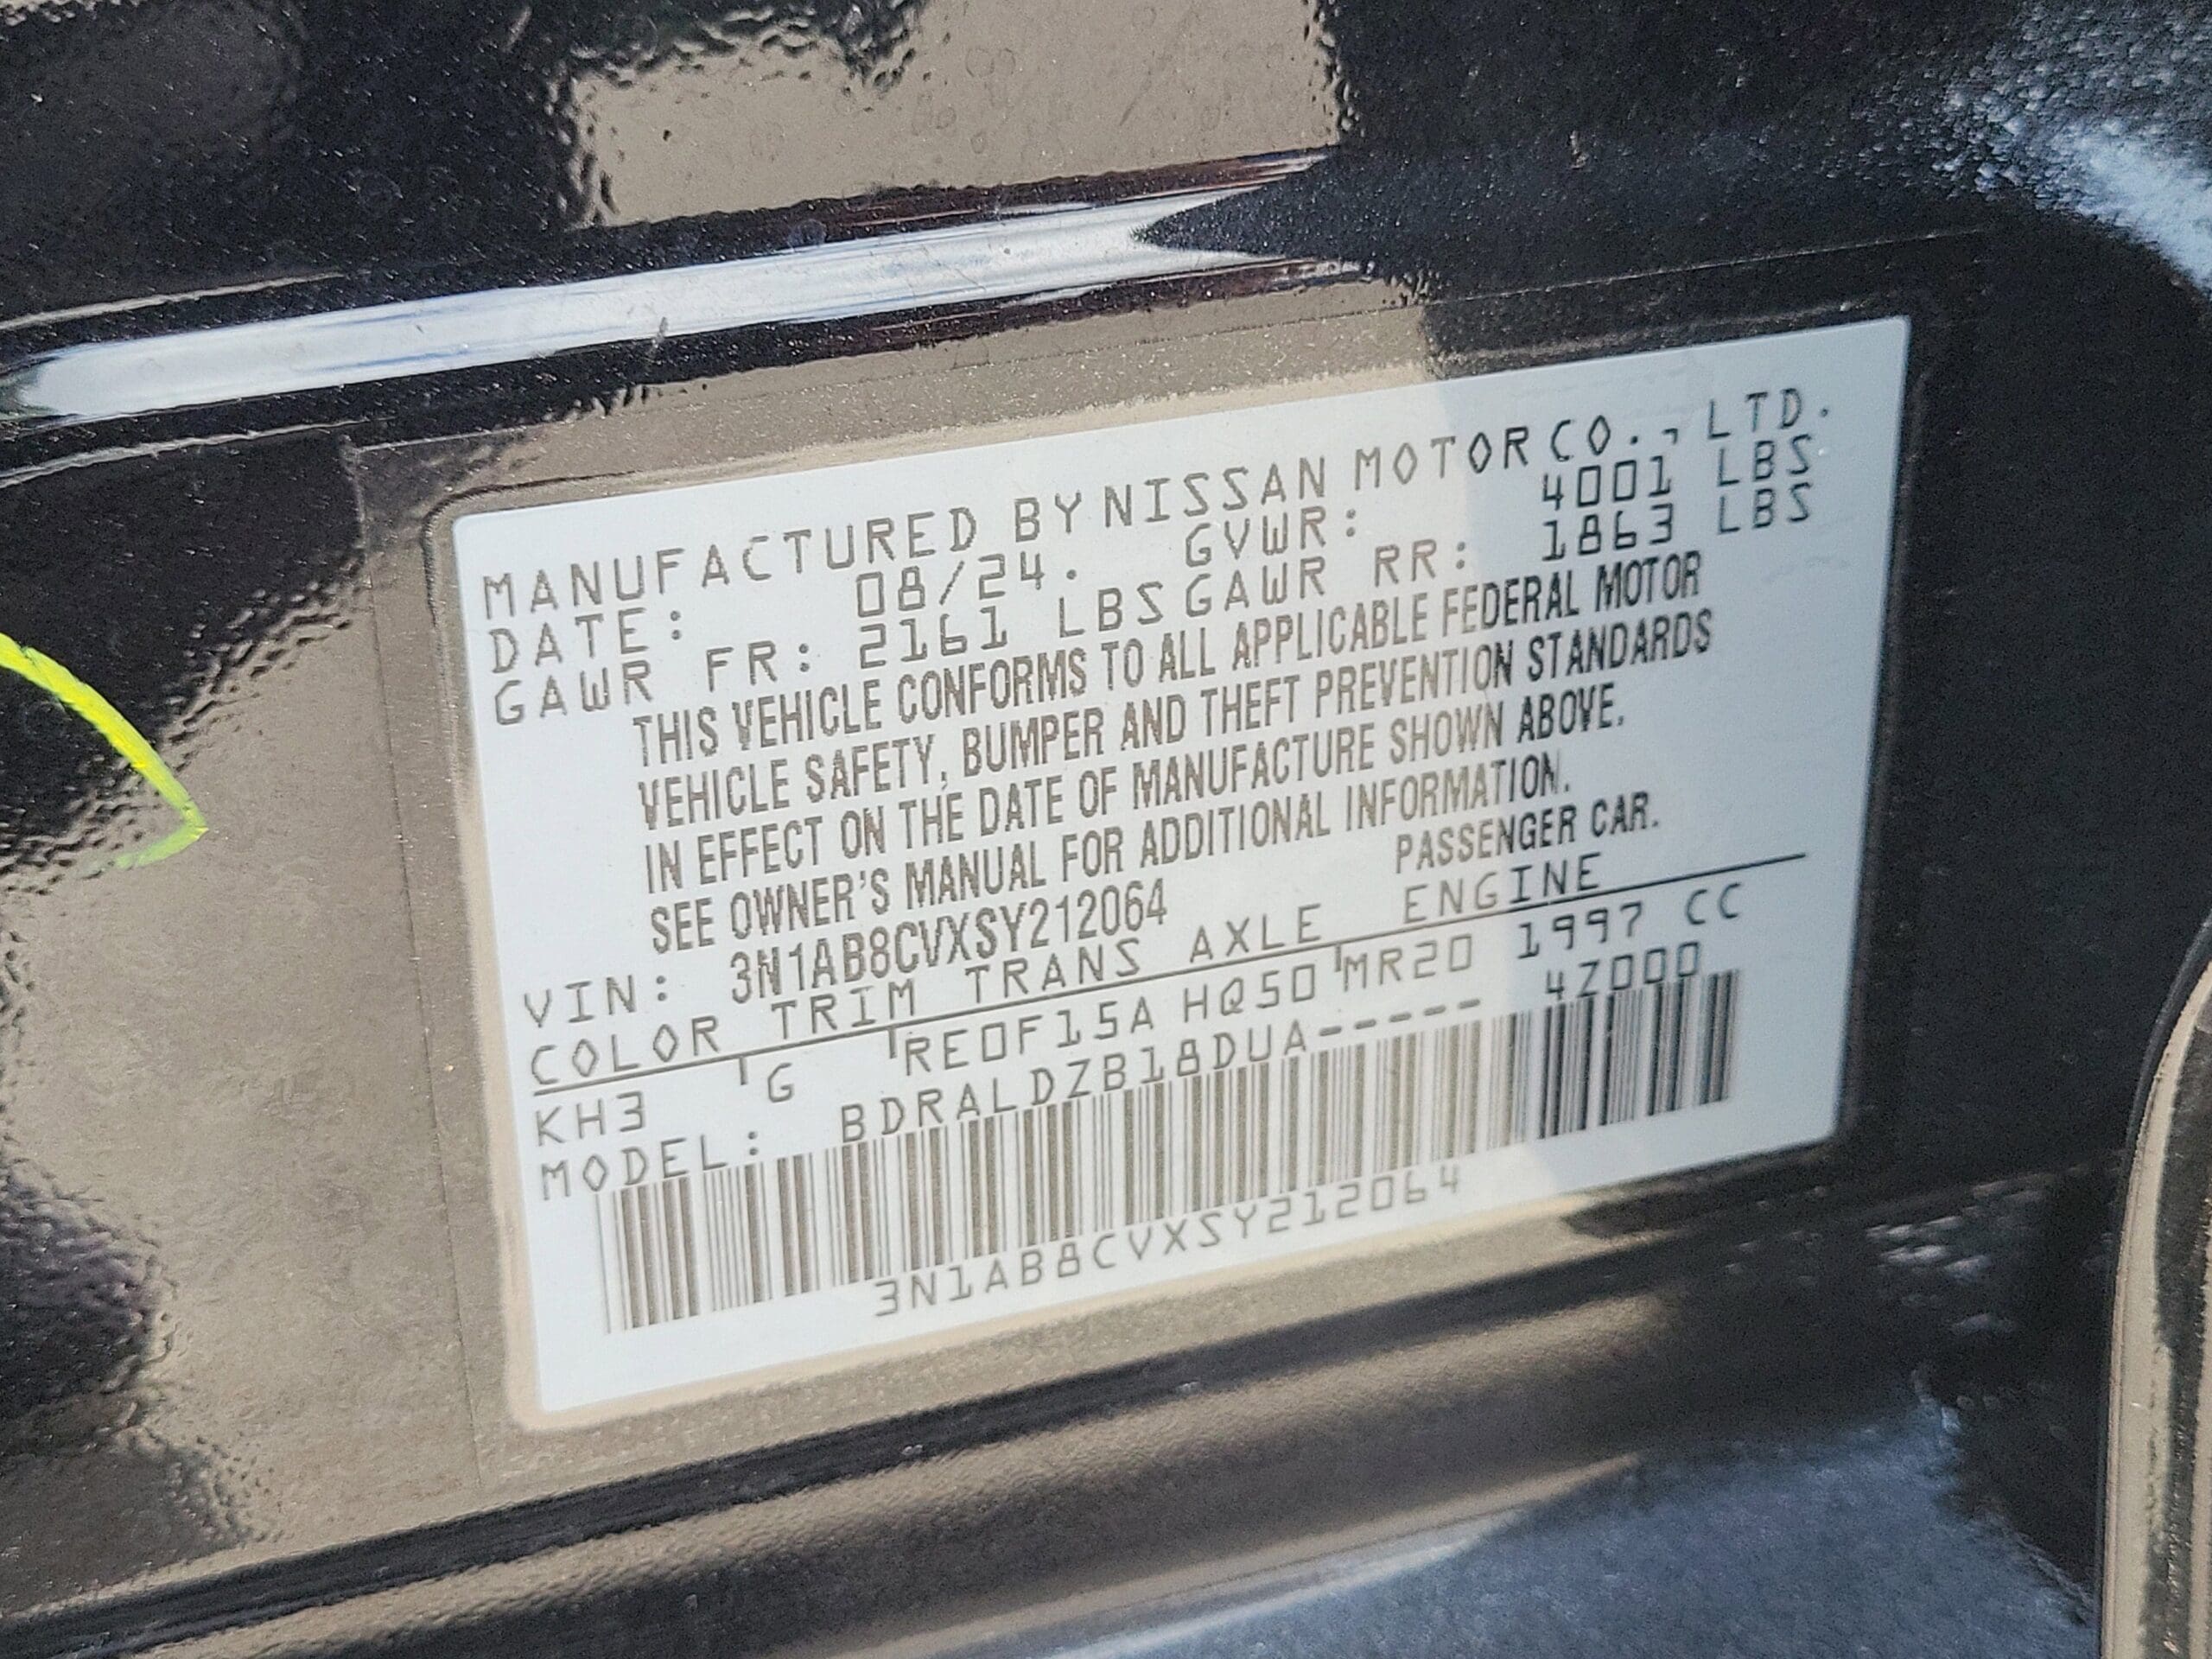 MANUFACTURED BY NISSAN MOTOR CO., LTD.
DATE: 08/24. GVWR: 4001 LBS
GAWR FR: 2161 LBS GAWR RR: 1863 LBS
THIS VEHICLE CONFORMS TO ALL APPLICABLE FEDERAL MOTOR
VEHICLE SAFETY, BUMPER AND THEFT PREVENTION STANDARDS
IN EFFECT ON THE DATE OF MANUFACTURE SHOWN ABOVE.
SEE OWNER'S MANUAL FOR ADDITIONAL INFORMATION.
VIN: 3N1AB8CVXSY212064 PASSENGER CAR.
COLOR TRIM TRANS AXLE ENGINE
KH3 G RE0F15A HQ50 MR20 1997 CC
MODEL: BDRALDZB18DUA----- 4Z000
3N1AB8CVXSY212064